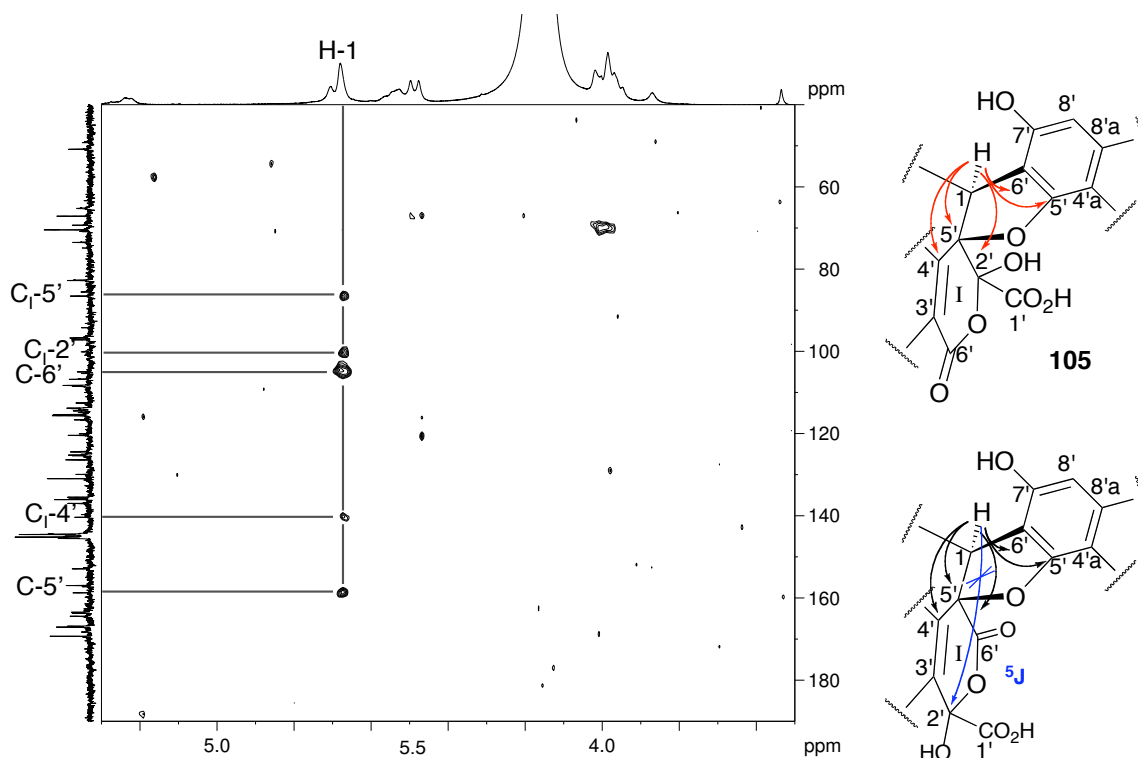 H-1
ppm
60
80
100
120
140
160
180
C_I-5'
C_I-2'
C-6'
C_I-4'
C-5'
5.0
5.5
4.0
ppm
HO
8'
7'
8'a
H
6'
1
5'
4'a
5'
O
2'
OH
4'
I
CO₂H
3'
O
1'
6'
O
105
HO
8'
7'
8'a
H
6'
1
5'
4'a
5'
O
4'
O
6'
3'
I
O
⁵J
2'
CO₂H
1'
HO